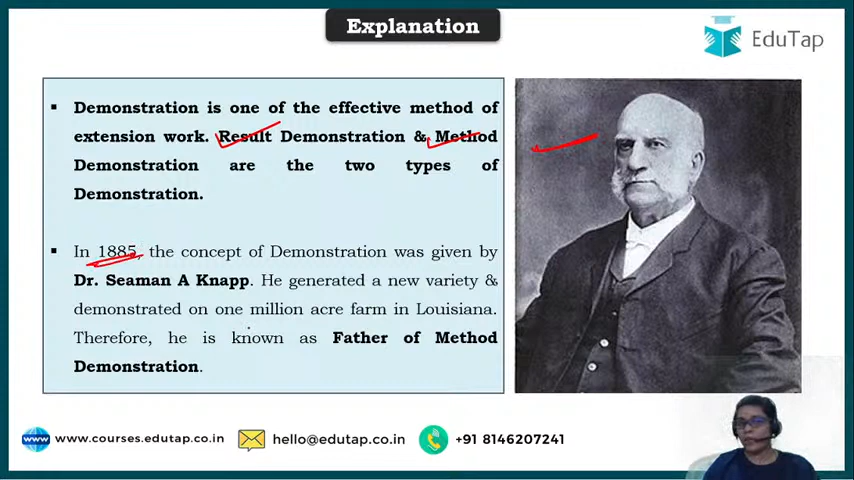 Explanation
EduTap
▪ Demonstration is one of the effective method of
extension work. Result Demonstration & Method
Demonstration are the two types of
Demonstration.
▪ In 1885, the concept of Demonstration was given by
Dr. Seaman A Knapp. He generated a new variety &
demonstrated on one million acre farm in Louisiana.
Therefore, he is known as Father of Method
Demonstration.
www www.courses.edutap.co.in hello@edutap.co.in +91 8146207241